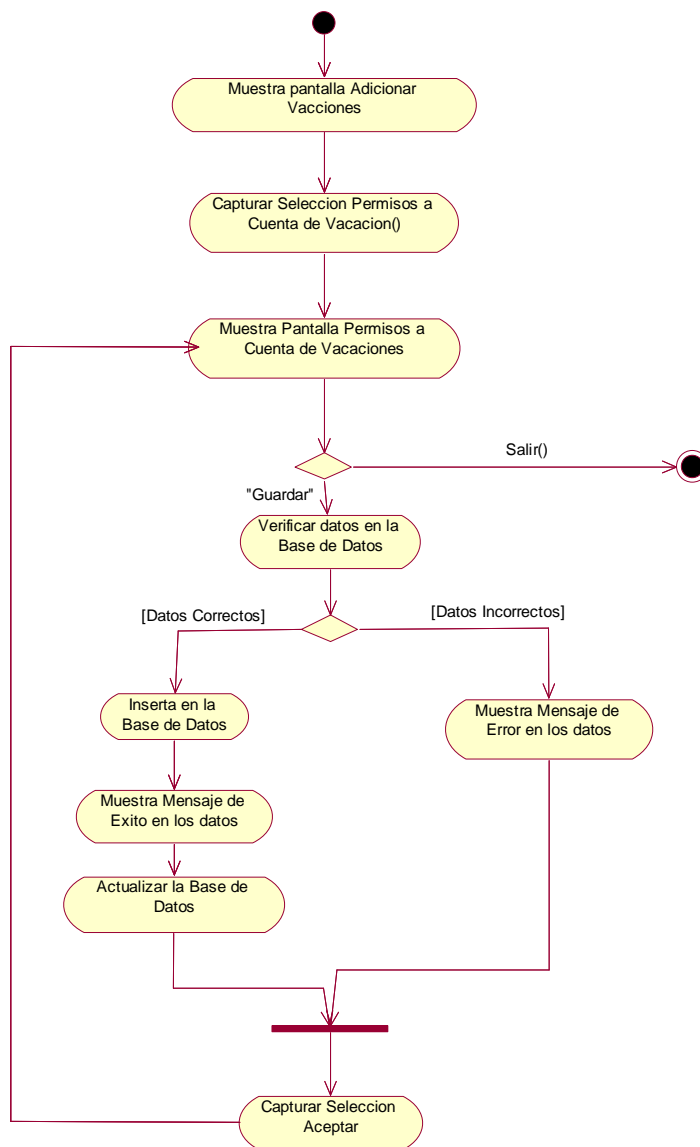 Muestra pantalla Adicionar
Vacciones
Capturar Seleccion Permisos a
Cuenta de Vacacion()
Muestra Pantalla Permisos a
Cuenta de Vacaciones
Salir()
"Guardar"
Verificar datos en la
Base de Datos
[Datos Correctos]
[Datos Incorrectos]
Inserta en la
Base de Datos
Muestra Mensaje de
Error en los datos
Muestra Mensaje de
Exito en los datos
Actualizar la Base de
Datos
Capturar Seleccion
Aceptar